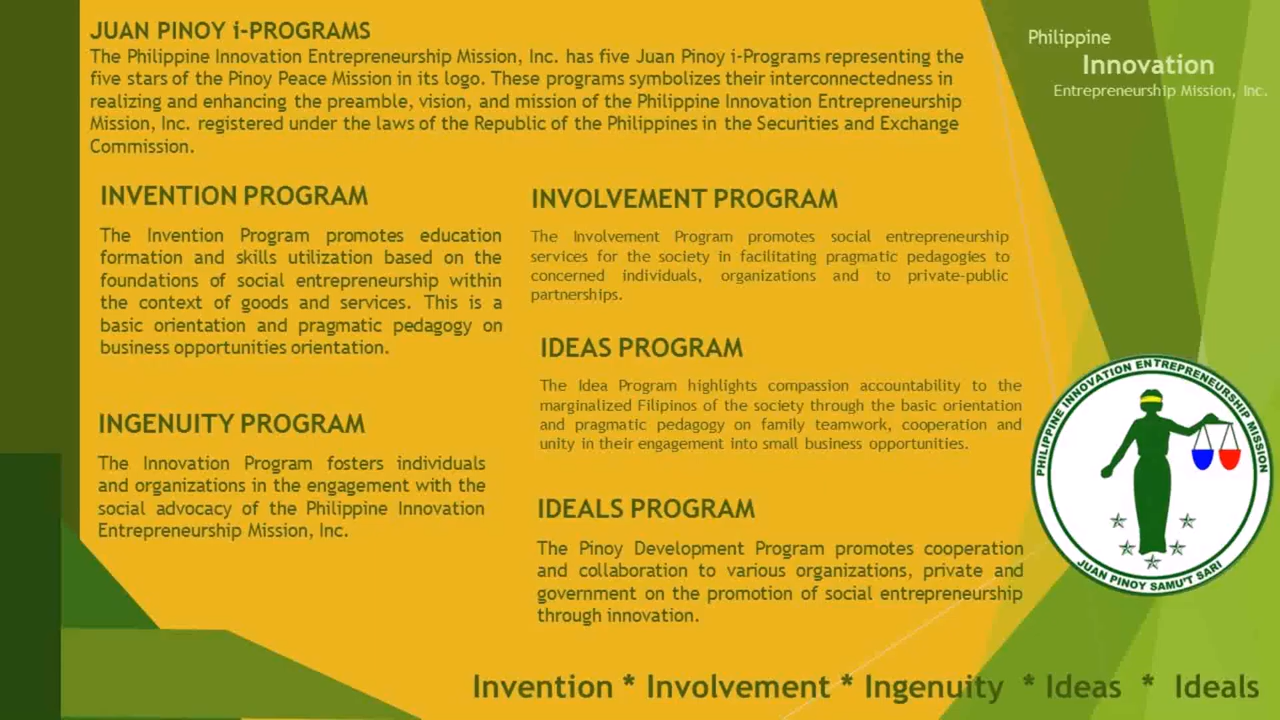 JUAN PINOY i-PROGRAMS
The Philippine Innovation Entrepreneurship Mission, Inc. has five Juan Pinoy i-Programs representing the
five stars of the Pinoy Peace Mission in its logo. These programs symbolizes their interconnectedness in
realizing and enhancing the preamble, vision, and mission of the Philippine Innovation Entrepreneurship
Mission, Inc. registered under the laws of the Republic of the Philippines in the Securities and Exchange
Commission.
Philippine
Innovation
Entrepreneurship Mission, Inc.
INVENTION PROGRAM
The Invention Program promotes education
formation and skills utilization based on the
foundations of social entrepreneurship within
the context of goods and services. This is a
basic orientation and pragmatic pedagogy on
business opportunities orientation.
INGENUITY PROGRAM
The Innovation Program fosters individuals
and organizations in the engagement with the
social advocacy of the Philippine Innovation
Entrepreneurship Mission, Inc.
INVOLVEMENT PROGRAM
The Involvement Program promotes social entrepreneurship
services for the society in facilitating pragmatic pedagogies to
concerned individuals, organizations and to private-public
partnerships.
IDEAS PROGRAM
The Idea Program highlights compassion accountability to the
marginalized Filipinos of the society through the basic orientation
and pragmatic pedagogy on family teamwork, cooperation and
unity in their engagement into small business opportunities.
IDEALS PROGRAM
The Pinoy Development Program promotes cooperation
and collaboration to various organizations, private and
government on the promotion of social entrepreneurship
through innovation.
PHILIPPINE INNOVATION ENTREPRENEURSHIP MISSION
JUAN PINOY SAMU'T SARI
Invention * Involvement * Ingenuity * Ideas * Ideals